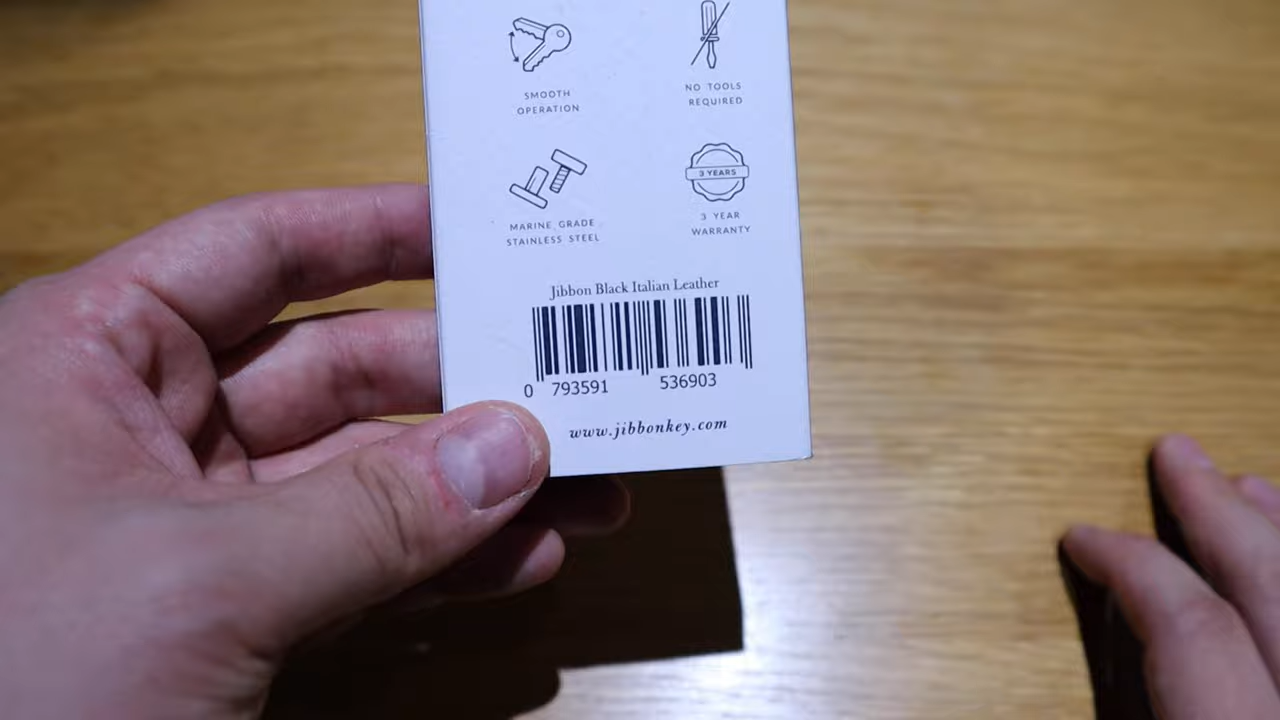 SMOOTH
OPERATION
NO TOOLS
REQUIRED
MARINE GRADE
STAINLESS STEEL
3 YEARS
3 YEAR
WARRANTY
Jibbon Black Italian Leather
0 793591 536903
www.jibbonkey.com